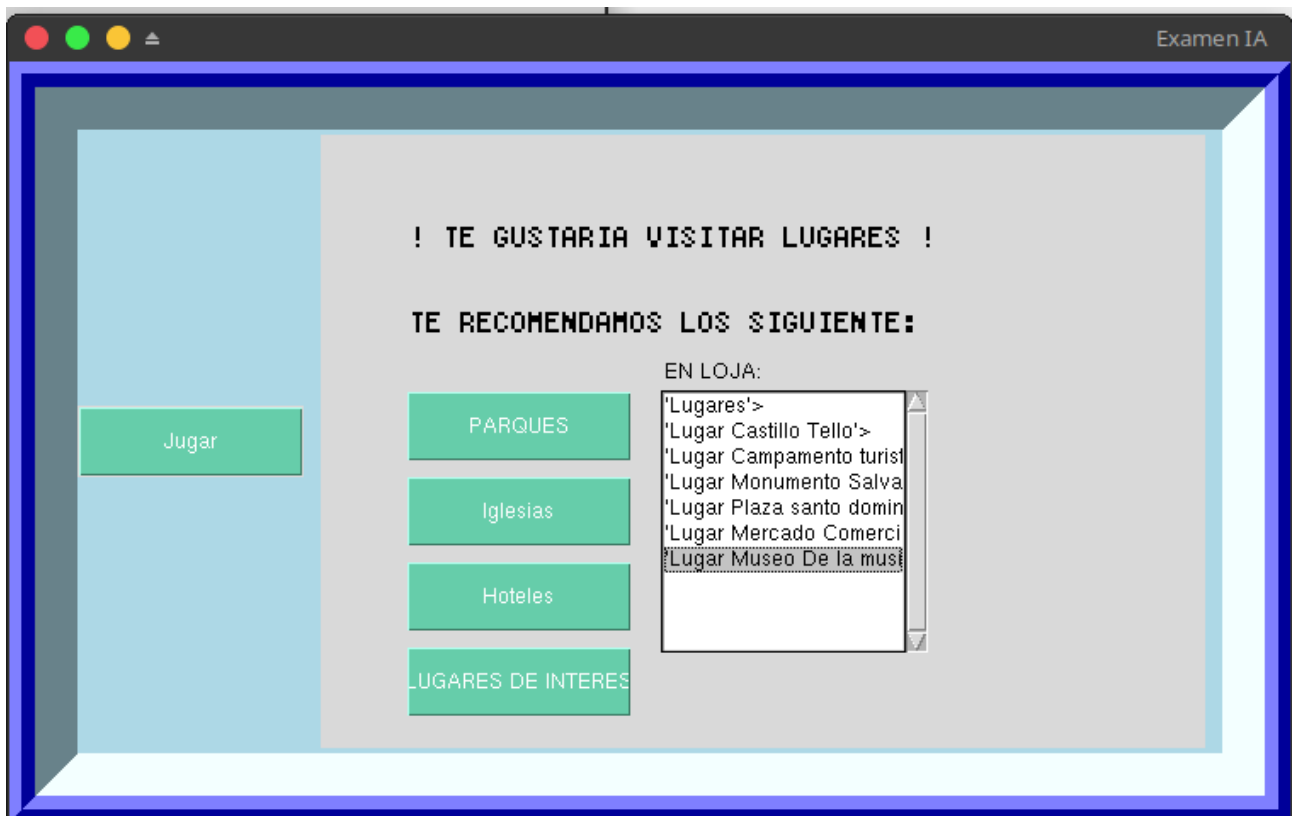 Examen IA
! TE GUSTARIA VISITAR LUGARES !
TE RECOMENDAMOS LOS SIGUIENTE:
EN LOJA:
Jugar
PARQUES
Iglesias
Hoteles
LUGARES DE INTERES
'Lugares'>
'Lugar Castillo Tello'>
'Lugar Campamento turist
'Lugar Monumento Salva
'Lugar Plaza santo domin
'Lugar Mercado Comerci
'Lugar Museo De la musi